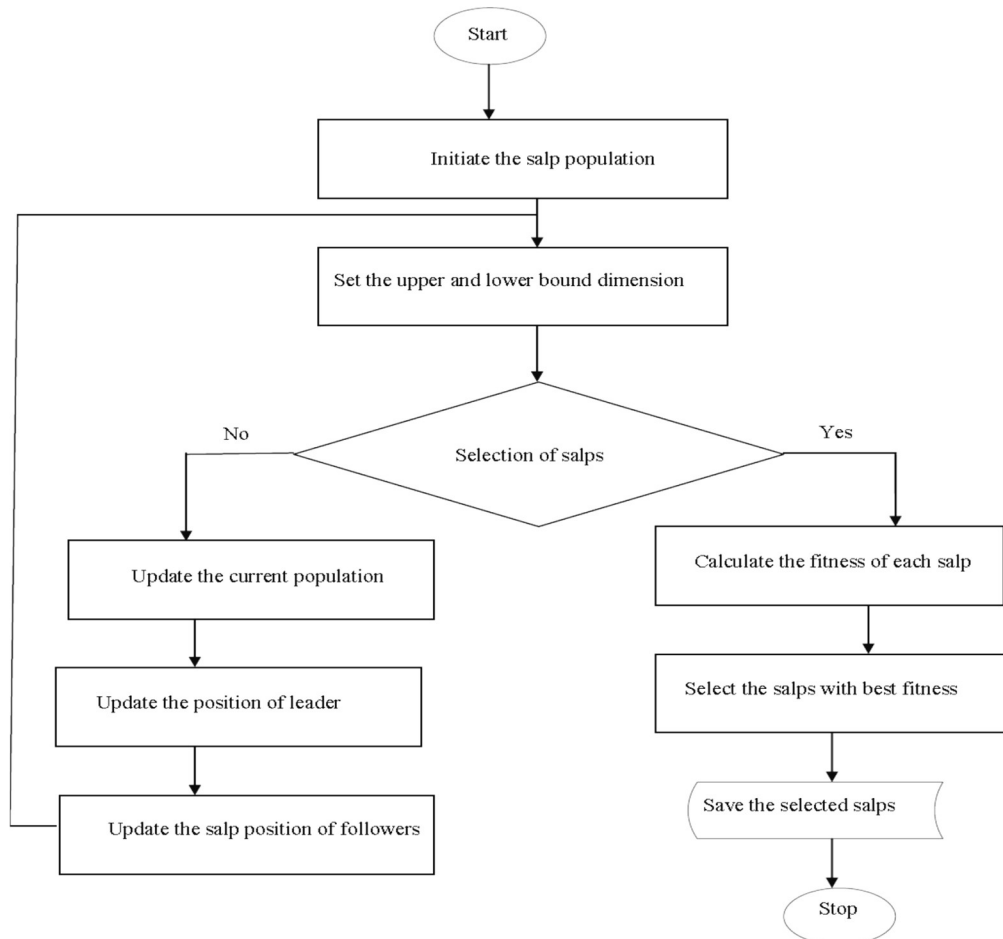 Start
Initiate the salp population
Set the upper and lower bound dimension
No
Yes
Selection of salps
Update the current population
Calculate the fitness of each salp
Update the position of leader
Select the salps with best fitness
Update the salp position of followers
Save the selected salps
Stop